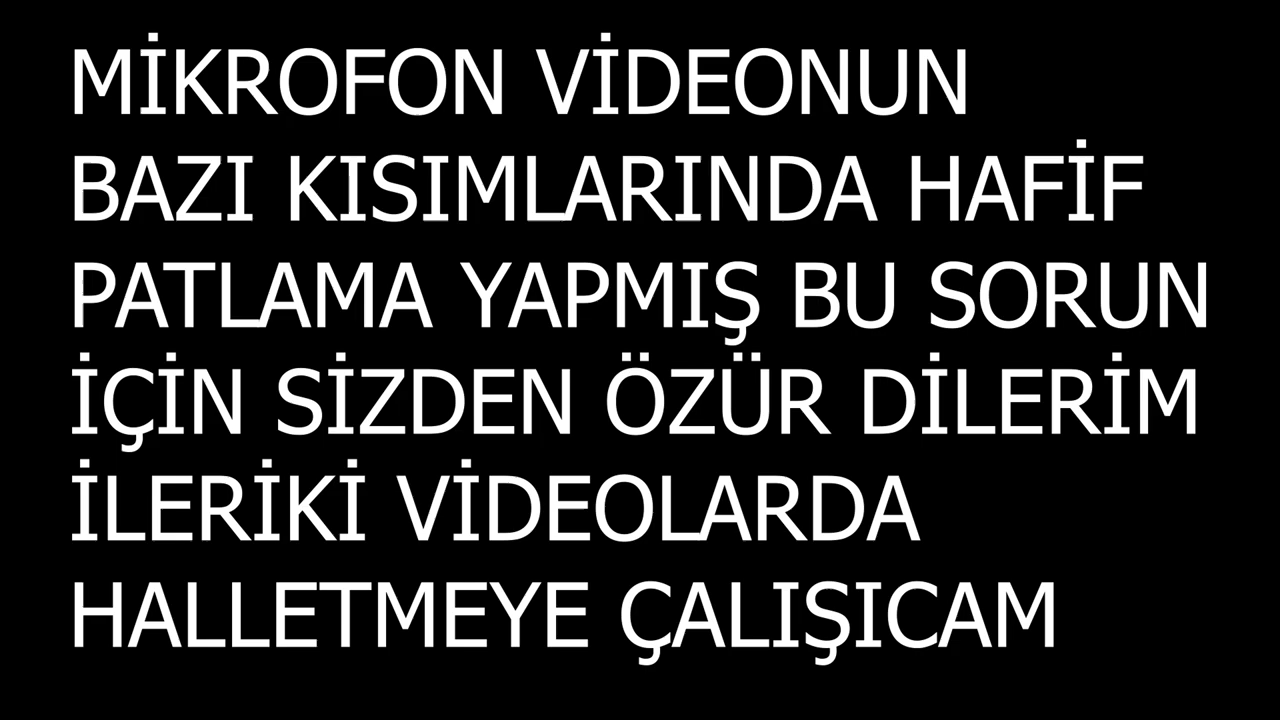 MİKROFON VİDEONUN
BAZI KISIMLARINDA HAFİF
PATLAMA YAPMIŞ BU SORUN
İÇİN SİZDEN ÖZÜR DİLERİM
İLERİKİ VİDEOLARDA
HALLETMEYE ÇALIŞICAM